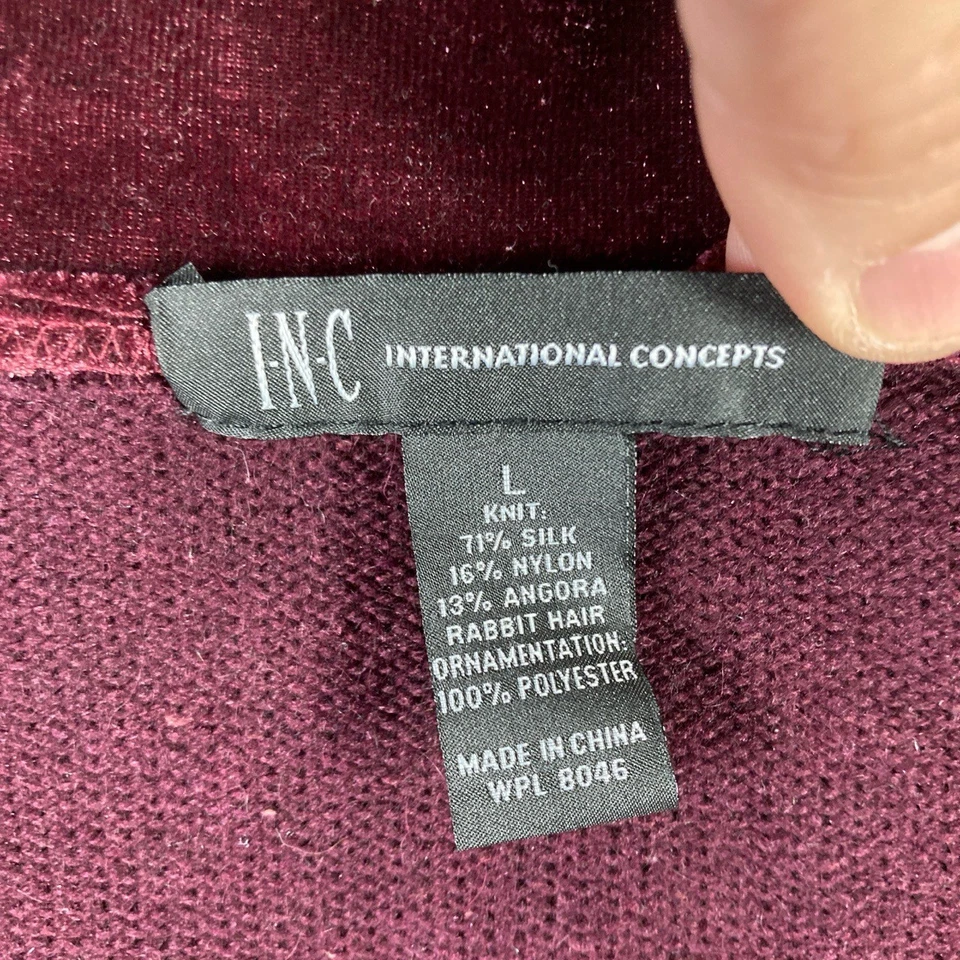 I·N·C INTERNATIONAL CONCEPTS
L
KNIT:
71% SILK
16% NYLON
13% ANGORA
RABBIT HAIR
ORNAMENTATION:
100% POLYESTER
MADE IN CHINA
WPL 8046